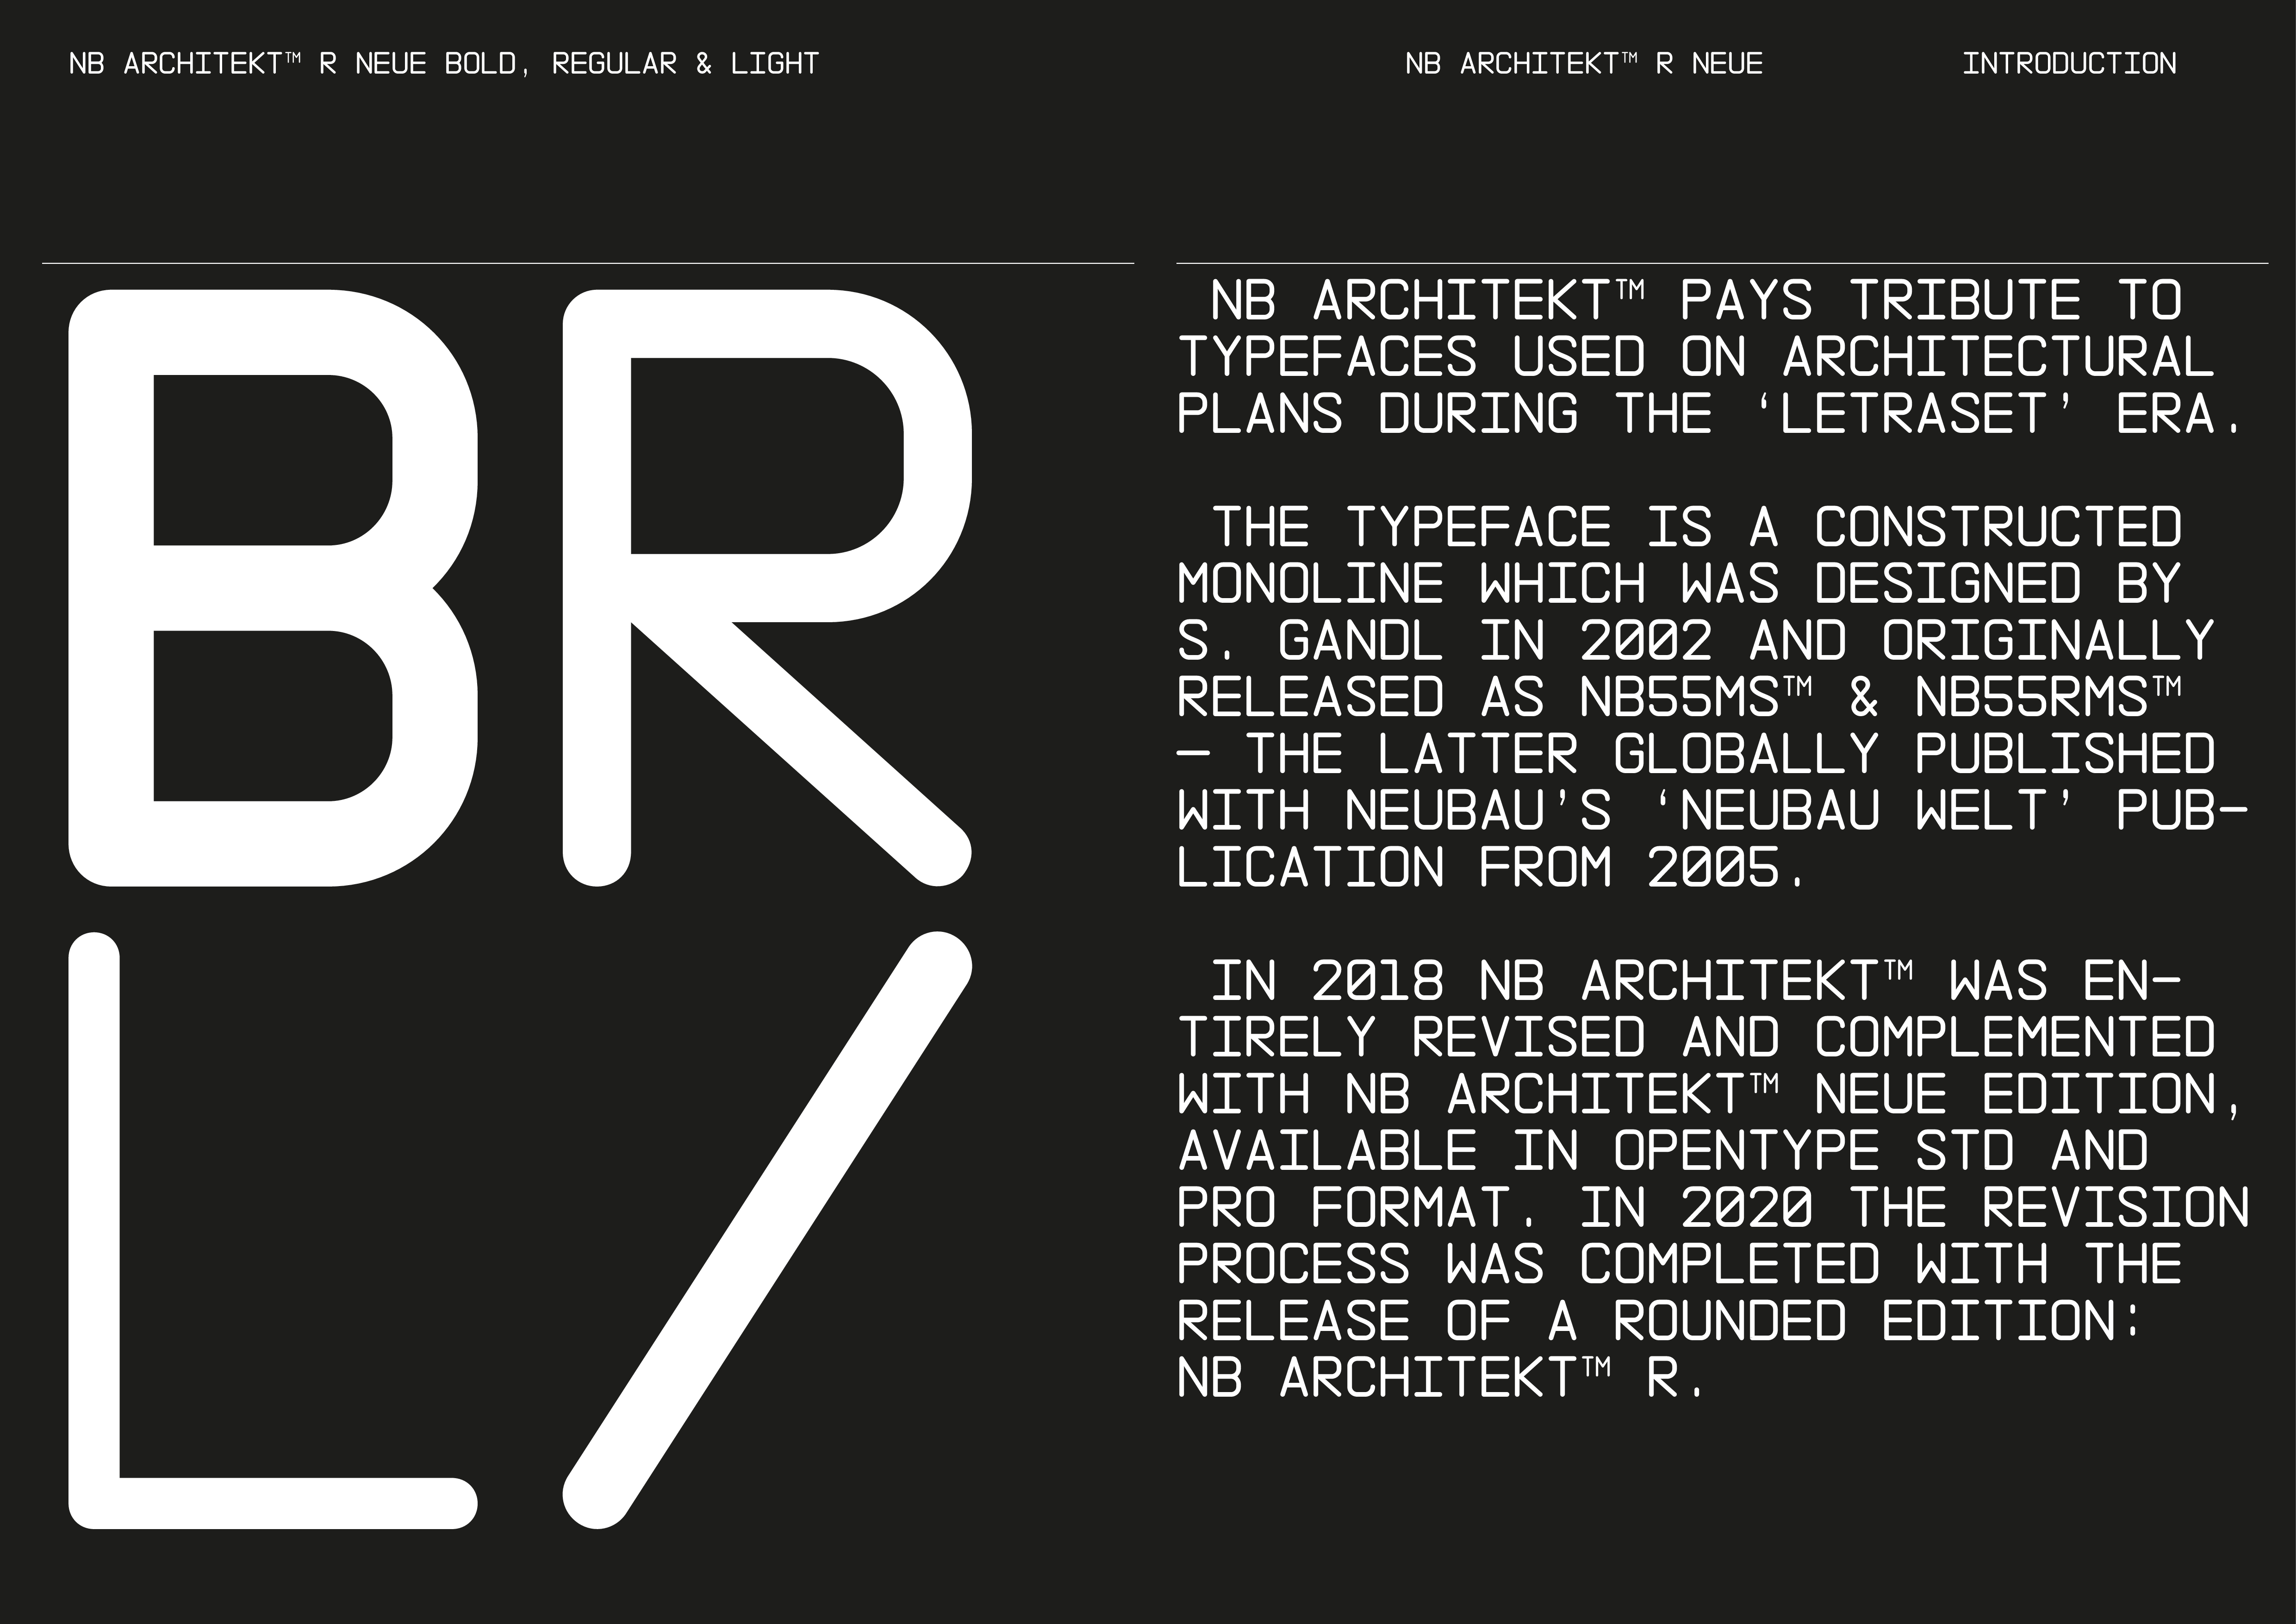 NB ARCHITEKT™ R NEUE BOLD, REGULAR & LIGHT
NB ARCHITEKT™ R NEUE
INTRODUCTION
BR
L/
NB ARCHITEKT™ PAYS TRIBUTE TO
TYPEFACES USED ON ARCHITECTURAL
PLANS DURING THE ‘LETRASET’ ERA.
THE TYPEFACE IS A CONSTRUCTED
MONOLINE WHICH WAS DESIGNED BY
S. GANDL IN 2002 AND ORIGINALLY
RELEASED AS NB55MS™ & NB55RMS™
— THE LATTER GLOBALLY PUBLISHED
WITH NEUBAU’S ‘NEUBAU WELT’ PUB-
LICATION FROM 2005.
IN 2018 NB ARCHITEKT™ WAS EN-
TIRELY REVISED AND COMPLEMENTED
WITH NB ARCHITEKT™ NEUE EDITION,
AVAILABLE IN OPENTYPE STD AND
PRO FORMAT. IN 2020 THE REVISION
PROCESS WAS COMPLETED WITH THE
RELEASE OF A ROUNDED EDITION:
NB ARCHITEKT™ R.